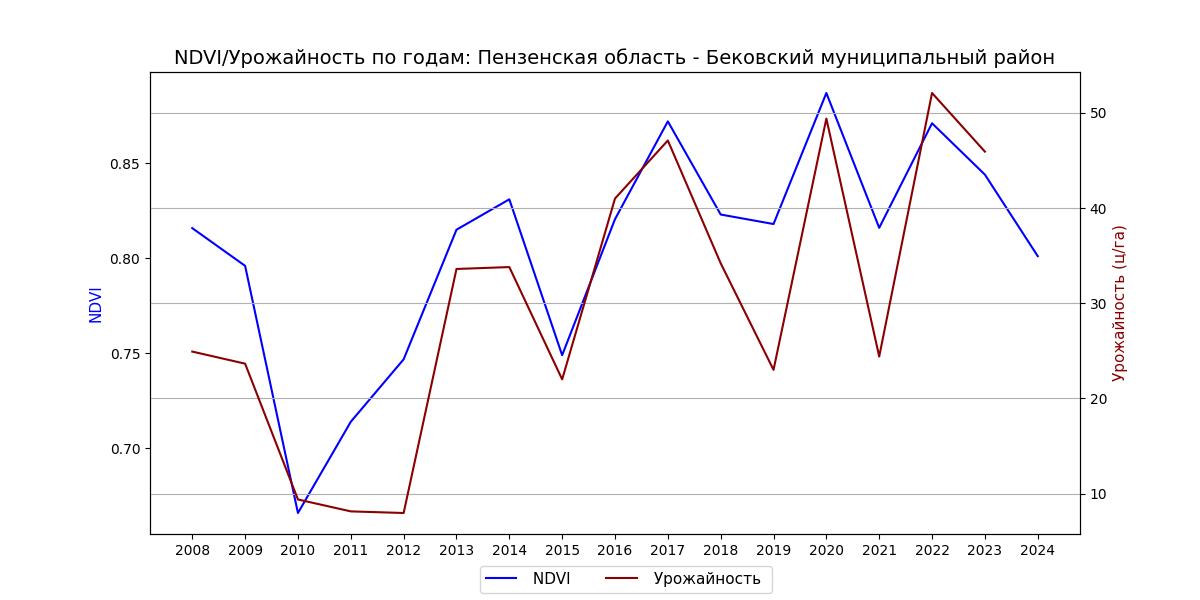 NDVI/Урожайность по годам: Пензенская область - Бековский муниципальный район
NDVI
0.85
0.80
0.75
0.70
50
40
30
20
10
Урожайность (ц/га)
2008 2009 2010 2011 2012 2013 2014 2015 2016 2017 2018 2019 2020 2021 2022 2023 2024
NDVI Урожайность